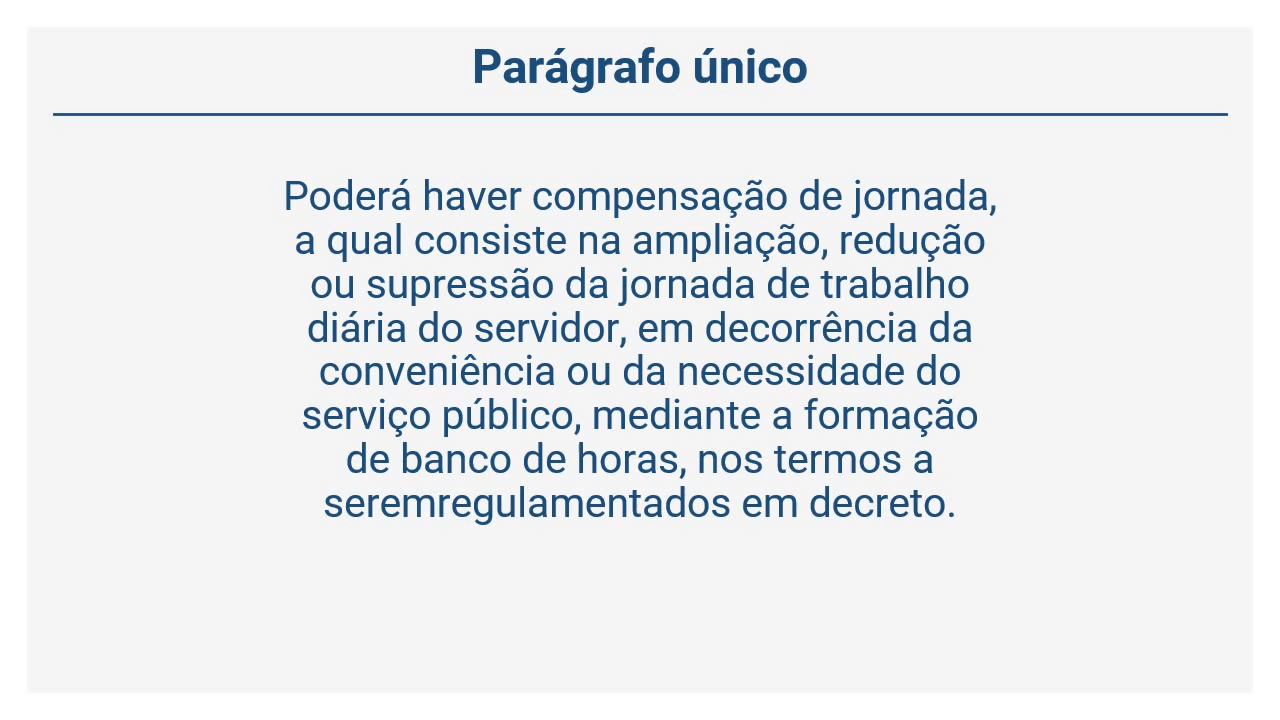 Parágrafo único
Poderá haver compensação de jornada,
a qual consiste na ampliação, redução
ou supressão da jornada de trabalho
diária do servidor, em decorrência da
conveniência ou da necessidade do
serviço público, mediante a formação
de banco de horas, nos termos a
seremregulamentados em decreto.